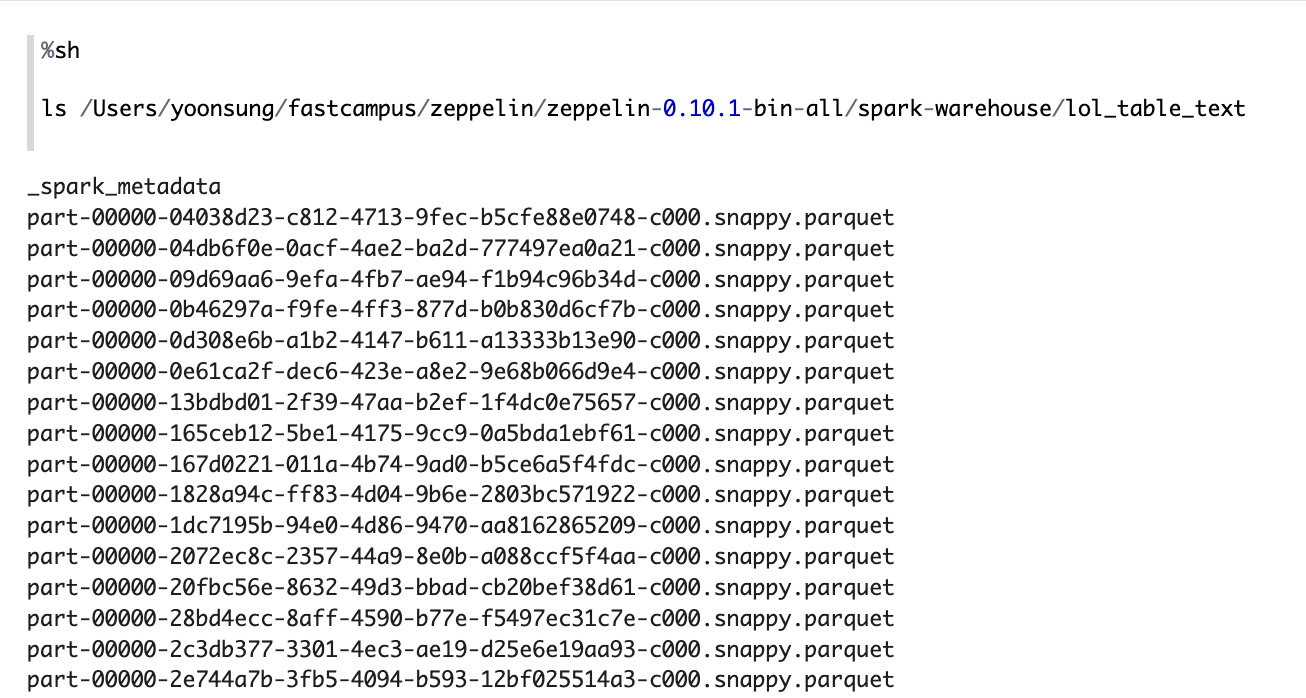 %sh
ls /Users/yoonsung/fastcampus/zeppelin/zeppelin-0.10.1-bin-all/spark-warehouse/lol_table_text
_spark_metadata
part-00000-04038d23-c812-4713-9fec-b5cfe88e0748-c000.snappy.parquet
part-00000-04db6f0e-0acf-4ae2-ba2d-777497ea0a21-c000.snappy.parquet
part-00000-09d69aa6-9efa-4fb7-ae94-f1b94c96b34d-c000.snappy.parquet
part-00000-0b46297a-f9fe-4ff3-877d-b0b830d6cf7b-c000.snappy.parquet
part-00000-0d308e6b-a1b2-4147-b611-a13333b13e90-c000.snappy.parquet
part-00000-0e61ca2f-dec6-423e-a8e2-9e68b066d9e4-c000.snappy.parquet
part-00000-13bdbd01-2f39-47aa-b2ef-1f4dc0e75657-c000.snappy.parquet
part-00000-165ceb12-5be1-4175-9cc9-0a5bda1ebf61-c000.snappy.parquet
part-00000-167d0221-011a-4b74-9ad0-b5ce6a5f4fdc-c000.snappy.parquet
part-00000-1828a94c-ff83-4d04-9b6e-2803bc571922-c000.snappy.parquet
part-00000-1dc7195b-94e0-4d86-9470-aa8162865209-c000.snappy.parquet
part-00000-2072ec8c-2357-44a9-8e0b-a088ccf5f4aa-c000.snappy.parquet
part-00000-20fbc56e-8632-49d3-bbad-cb20bef38d61-c000.snappy.parquet
part-00000-28bd4ecc-8aff-4590-b77e-f5497ec31c7e-c000.snappy.parquet
part-00000-2c3db377-3301-4ec3-ae19-d25e6e19aa93-c000.snappy.parquet
part-00000-2e744a7b-3fb5-4094-b593-12bf025514a3-c000.snappy.parquet